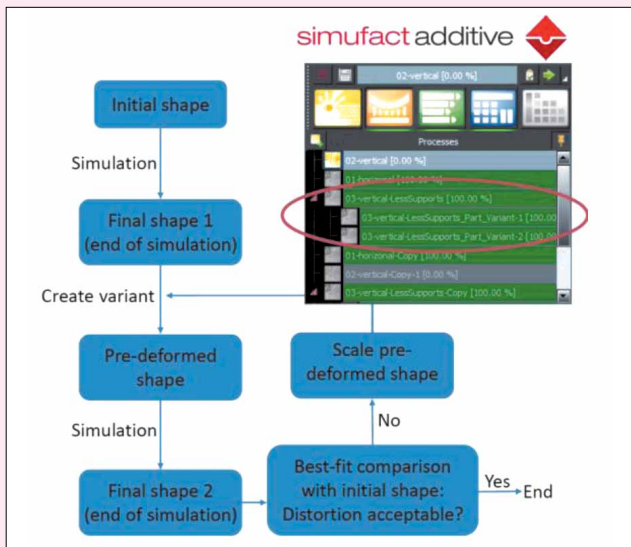 simufact additive
02-vertical [0.00 %]
Processes
02-vertical [0.00 %]
01-horizonal [100.00 %]
03-vertical-LessSupports [100.00 %]
03-vertical-LessSupports_Part_Variant-1 [100.00
03-vertical-LessSupports_Part_Variant-2 [100.00
01-horizonal-Copy [100.00 %]
02-vertical-Copy-1 [0.00 %]
03-vertical-LessSupports-Copy [100.00 %]
Initial shape
Simulation
Final shape 1
(end of simulation)
Create variant
Pre-deformed
shape
Simulation
Final shape 2
(end of simulation)
Scale pre-
deformed shape
No
Best-fit comparison
with initial shape:
Distortion acceptable?
Yes
End